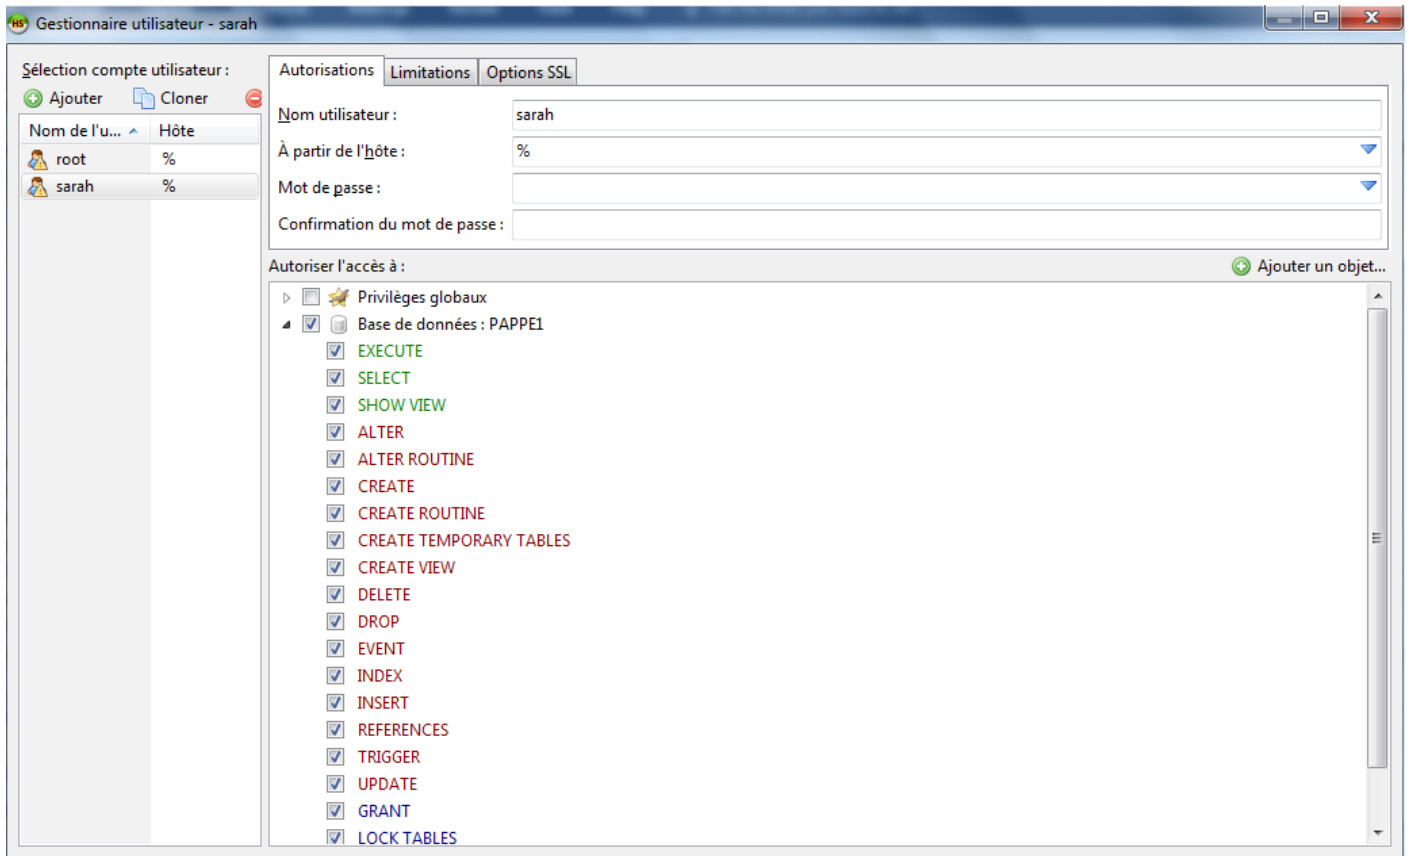 HS Gestionnaire utilisateur - sarah
Sélection compte utilisateur :
Ajouter Cloner
Nom de l'u... Hôte
root %
sarah %
Autorisations Limitations Options SSL
Nom utilisateur : sarah
À partir de l'hôte : %
Mot de passe :
Confirmation du mot de passe :
Autoriser l'accès à : Ajouter un objet...
Privilèges globaux
Base de données : PAPPE1
EXECUTE
SELECT
SHOW VIEW
ALTER
ALTER ROUTINE
CREATE
CREATE ROUTINE
CREATE TEMPORARY TABLES
CREATE VIEW
DELETE
DROP
EVENT
INDEX
INSERT
REFERENCES
TRIGGER
UPDATE
GRANT
LOCK TABLES